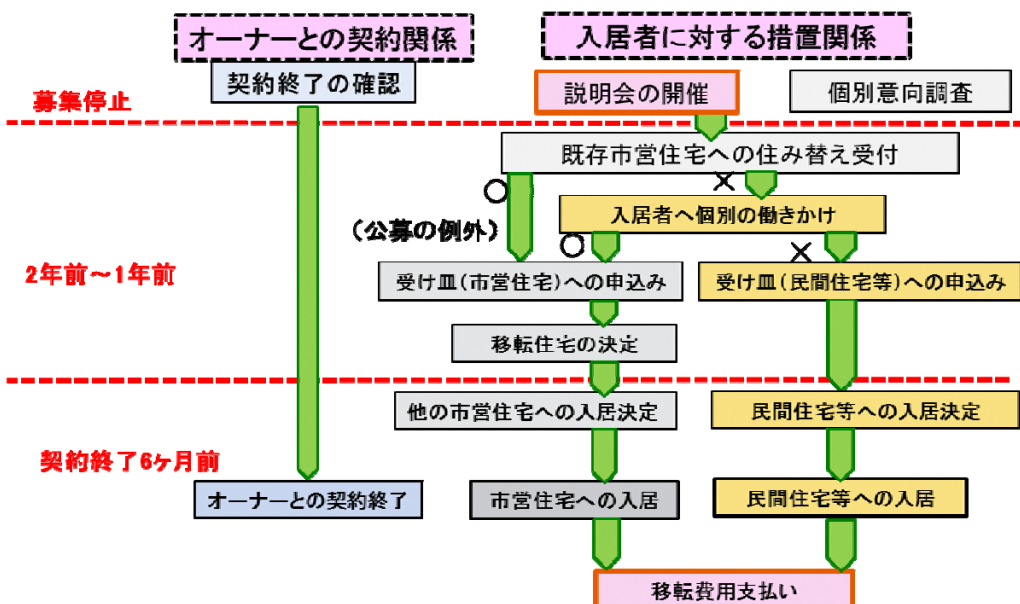 オーナーとの契約関係
入居者に対する措置関係
契約終了の確認
説明会の開催
個別意向調査
募集停止
既存市営住宅への住み替え受付
○
×
入居者へ個別の働きかけ
(公募の例外)
○
×
2年前~1年前
受け皿(市営住宅)への申込み
受け皿(民間住宅等)への申込み
移転住宅の決定
他の市営住宅への入居決定
民間住宅等への入居決定
契約終了6ヶ月前
オーナーとの契約終了
市営住宅への入居
民間住宅等への入居
移転費用支払い